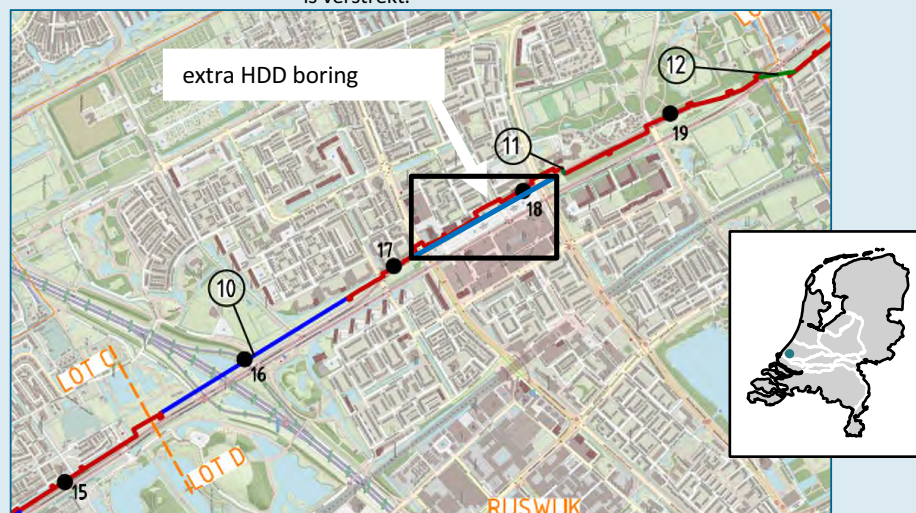 is verstrekt.
extra HDD boring
12
19
11
18
17
10
16
LOT C
LOT D
15
RIJSWIJK